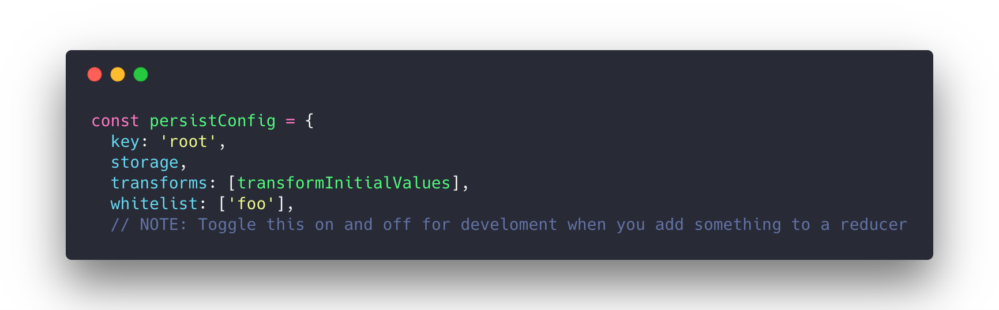 const persistConfig = {
  key: 'root',
  storage,
  transforms: [transformInitialValues],
  whitelist: ['foo'],
  // NOTE: Toggle this on and off for develoment when you add something to a reducer